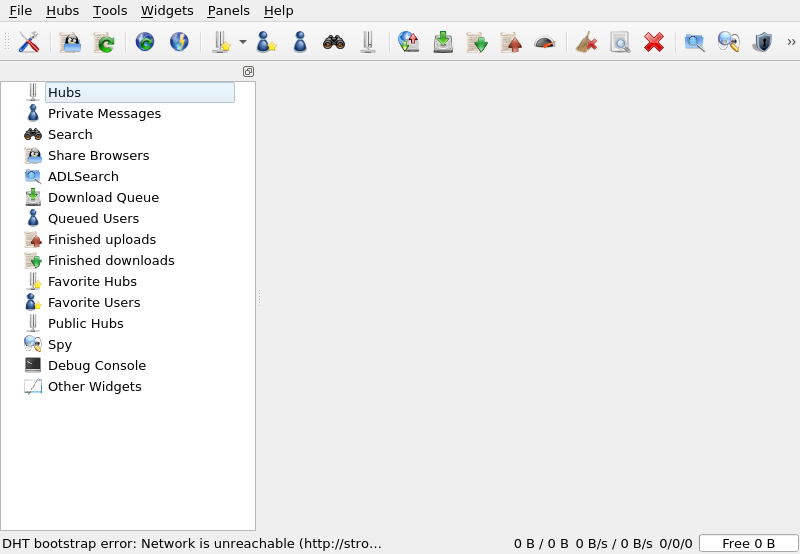 File Hubs Tools Widgets Panels Help
Hubs
Private Messages
Search
Share Browsers
ADLSearch
Download Queue
Queued Users
Finished uploads
Finished downloads
Favorite Hubs
Favorite Users
Public Hubs
Spy
Debug Console
Other Widgets
DHT bootstrap error: Network is unreachable (http://stro… 0 B / 0 B 0 B/s / 0 B/s 0/0/0 Free 0 B